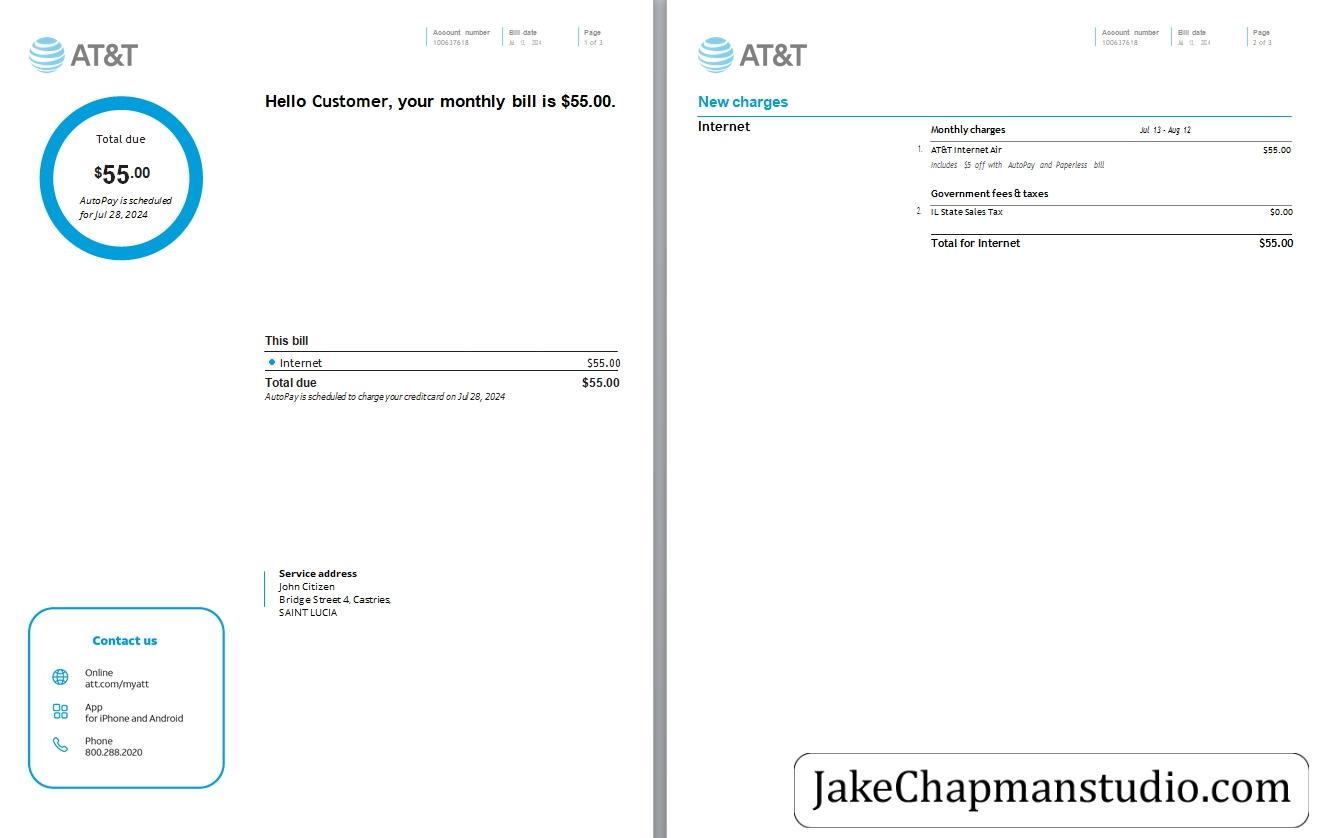 AT&T
Account number
100637618
Bill date
Jul 12, 2024
Page
1 of 3
Hello Customer, your monthly bill is $55.00.
Total due
$55.00
AutoPay is scheduled
for Jul 28, 2024
This bill
Internet $55.00
Total due $55.00
AutoPay is scheduled to charge your credit card on Jul 28, 2024
Service address
John Citizen
Bridge Street 4, Castries,
SAINT LUCIA
Contact us
Online
att.com/myatt
App
for iPhone and Android
Phone
800.288.2020
AT&T
Account number
100637618
Bill date
Jul 12, 2024
Page
2 of 3
New charges
Internet
Monthly charges Jul 13 - Aug 12
1. AT&T Internet Air $55.00
Includes $5 off with AutoPay and Paperless bill
Government fees & taxes
2. IL State Sales Tax $0.00
Total for Internet $55.00
JakeChapmanstudio.com